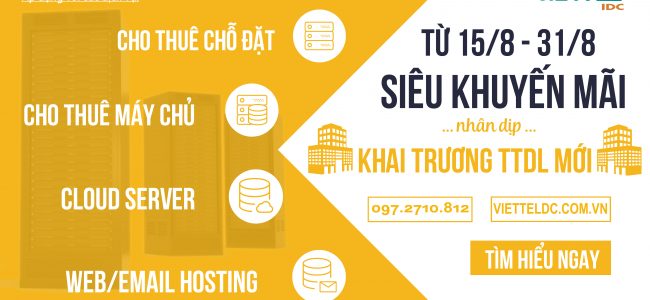 CHO THUÊ CHỖ ĐẶT
CHO THUÊ MÁY CHỦ
CLOUD SERVER
WEB/EMAIL HOSTING
IDC
TỪ 15/8 - 31/8
SIÊU KHUYẾN MÃI
... nhân dịp ...
KHAI TRƯƠNG TTDL MỚI
097.2710.812
VIETTELDC.COM.VN
TÌM HIỂU NGAY